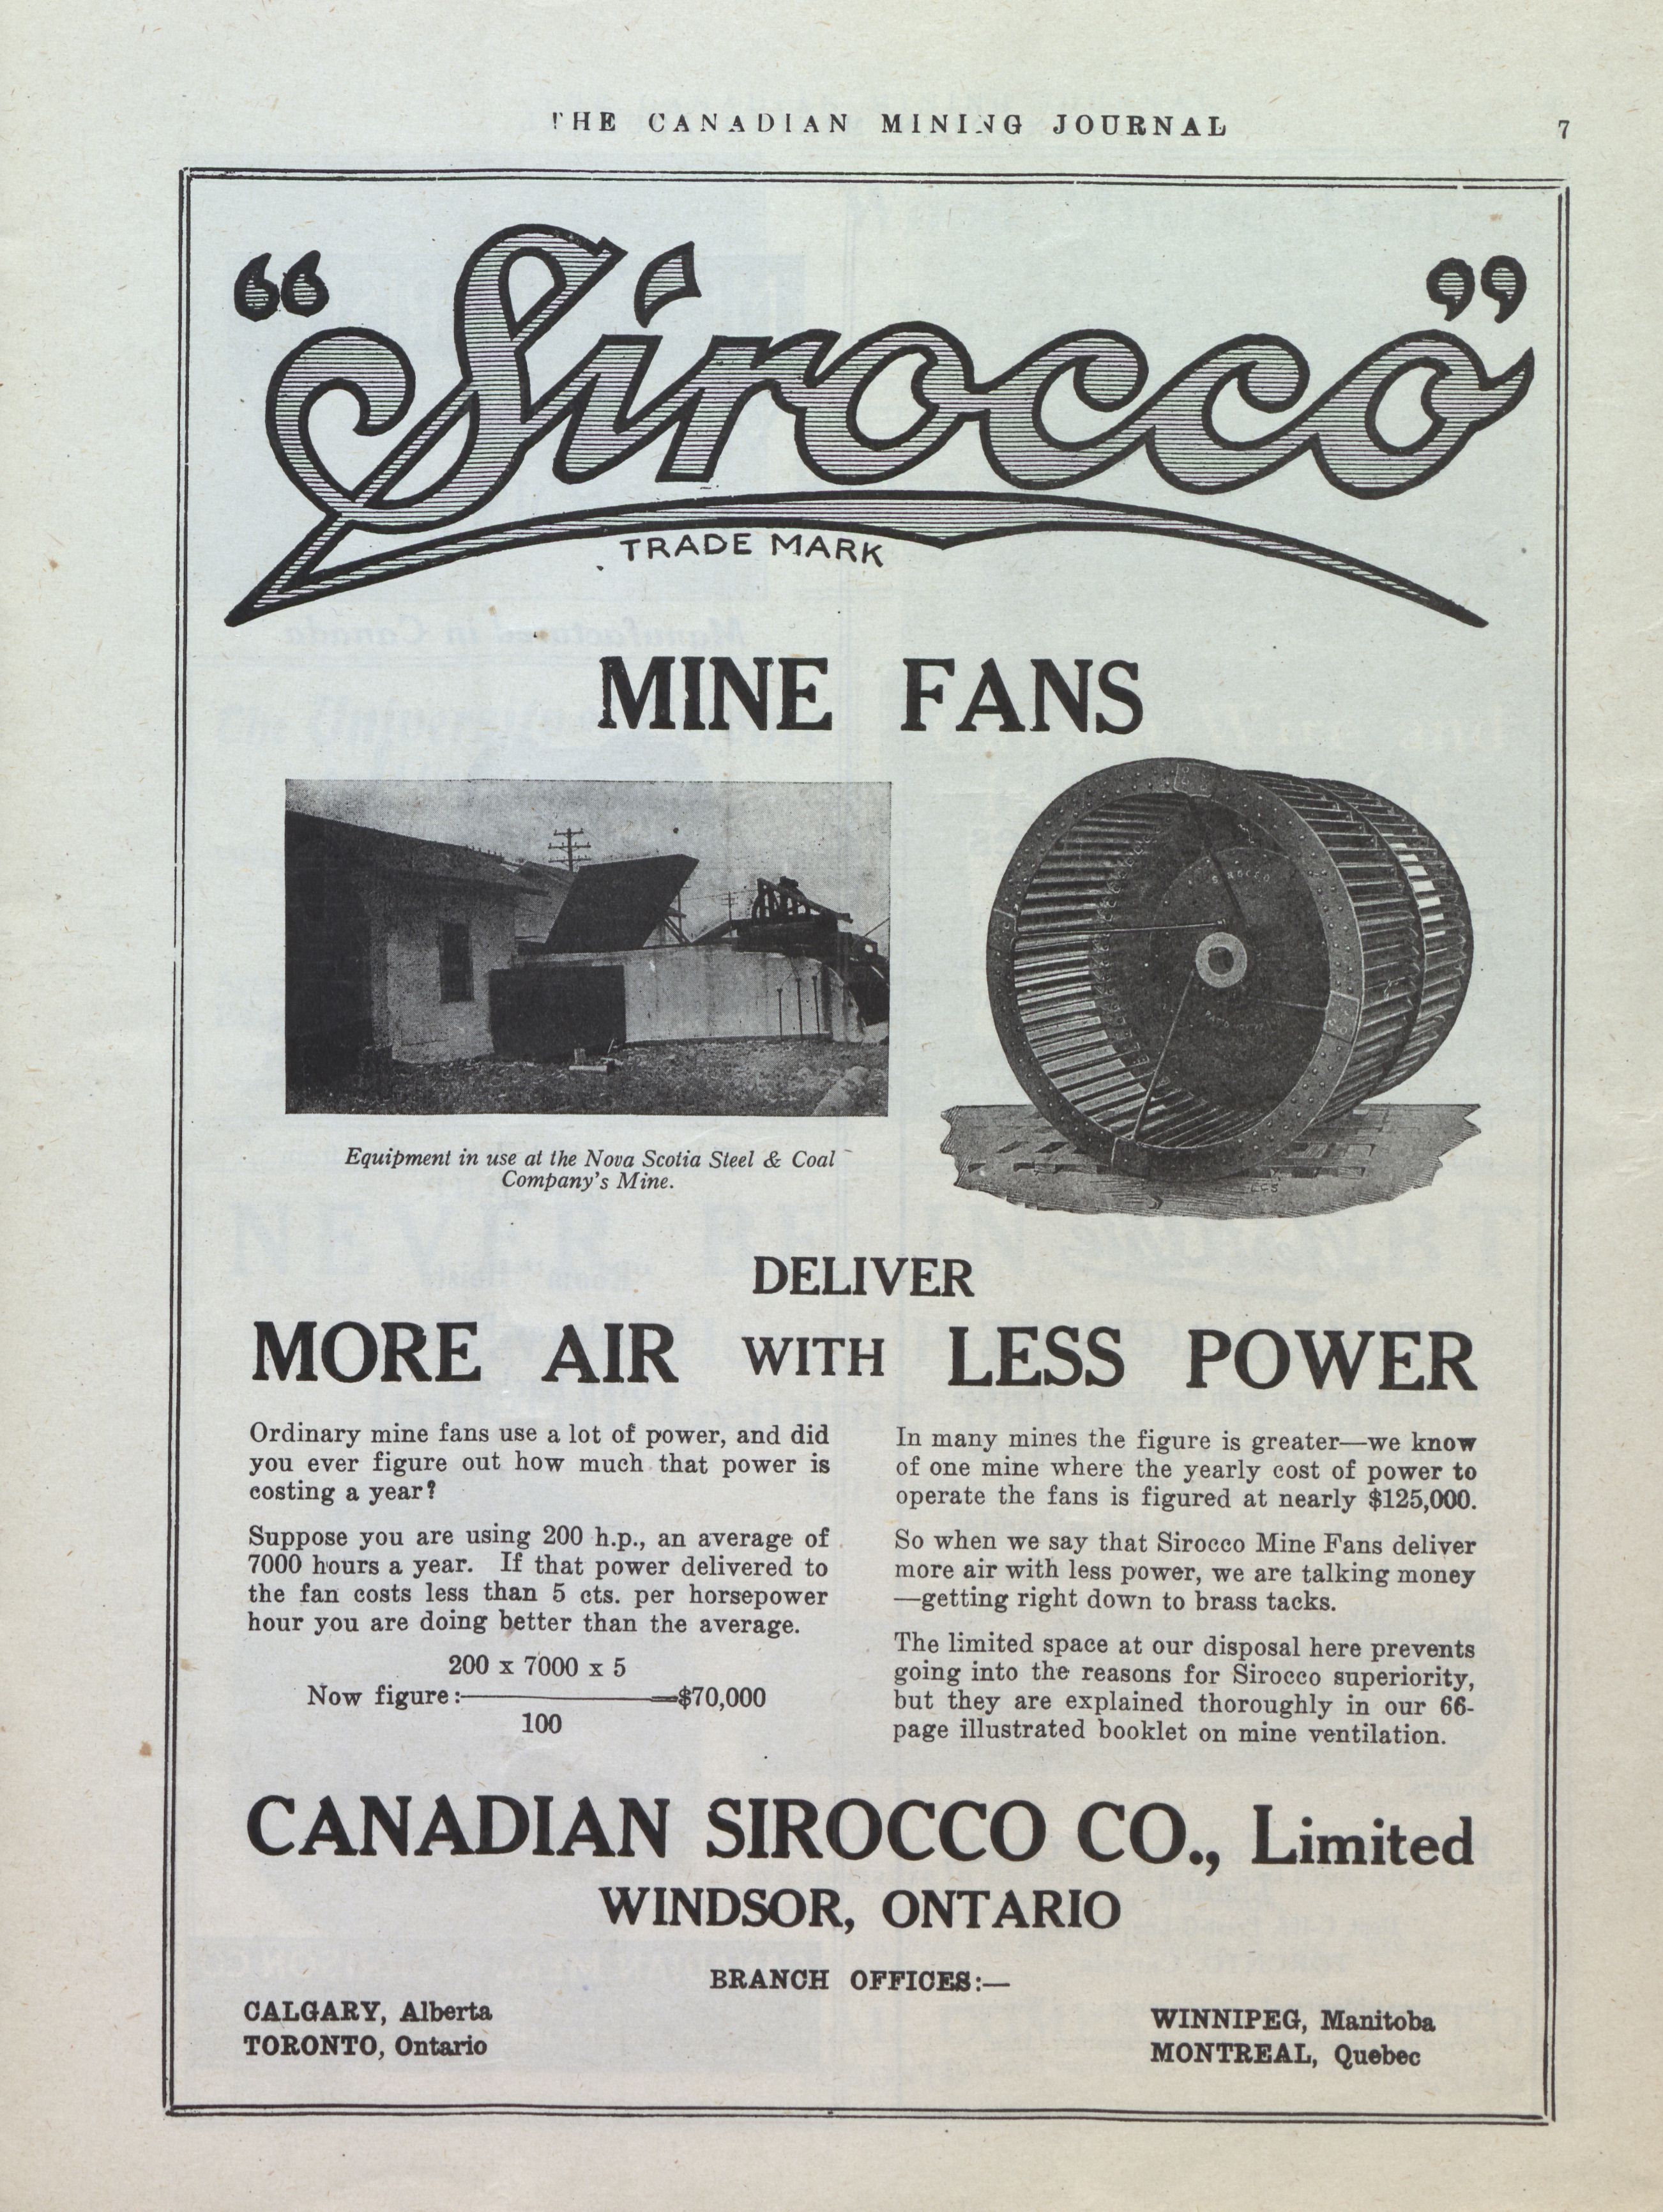 THE CANADIAN MINING JOURNAL 7
"Sirocco"
TRADE MARK
MINE FANS
SIROCCO
Equipment in use at the Nova Scotia Steel & Coal
Company's Mine.
DELIVER
MORE AIR WITH LESS POWER
Ordinary mine fans use a lot of power, and did
you ever figure out how much that power is
costing a year?
Suppose you are using 200 h.p., an average of
7000 hours a year. If that power delivered to
the fan costs less than 5 cts. per horsepower
hour you are doing better than the average.
200 x 7000 x 5
Now figure:————=$70,000
100
In many mines the figure is greater—we know
of one mine where the yearly cost of power to
operate the fans is figured at nearly $125,000.
So when we say that Sirocco Mine Fans deliver
more air with less power, we are talking money
—getting right down to brass tacks.
The limited space at our disposal here prevents
going into the reasons for Sirocco superiority,
but they are explained thoroughly in our 66-
page illustrated booklet on mine ventilation.
CANADIAN SIROCCO CO., Limited
WINDSOR, ONTARIO
BRANCH OFFICES:—
CALGARY, Alberta
TORONTO, Ontario
WINNIPEG, Manitoba
MONTREAL, Quebec